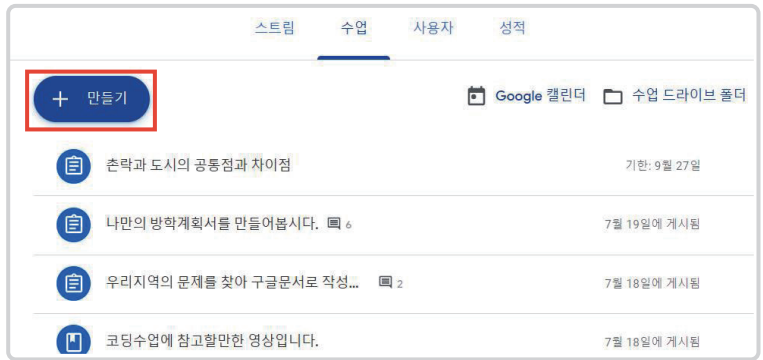 스트림 수업 사용자 성적
+ 만들기 Google 캘린더 수업 드라이브 폴더
촌락과 도시의 공통점과 차이점 기한: 9월 27일
나만의 방학계획서를 만들어봅시다. 6 7월 19일에 게시됨
우리지역의 문제를 찾아 구글문서로 작성... 2 7월 18일에 게시됨
코딩수업에 참고할만한 영상입니다. 7월 18일에 게시됨